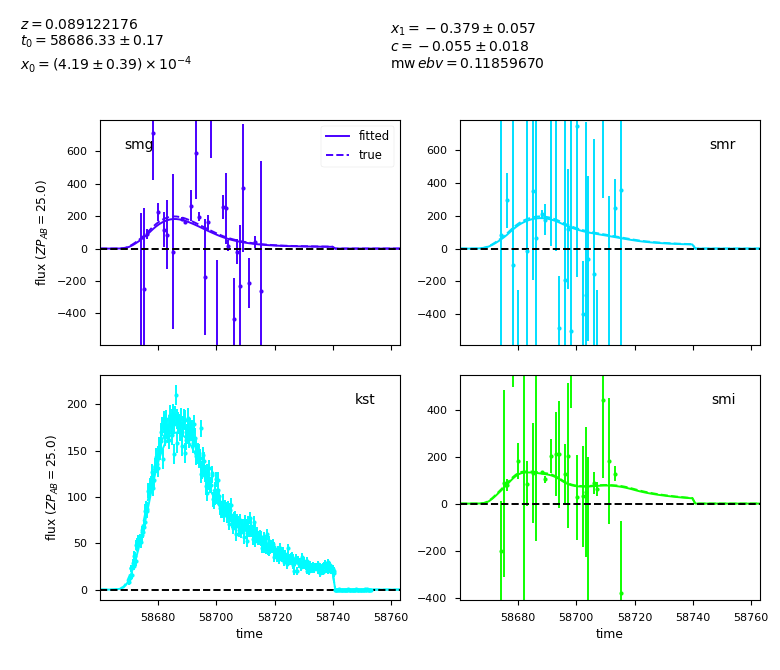 z = 0.089122176
t₀ = 58686.33 ± 0.17
x₀ = (4.19 ± 0.39) × 10⁻⁴
x₁ = −0.379 ± 0.057
c = −0.055 ± 0.018
mw ebv = 0.11859670
smg
fitted
true
600
400
200
0
−200
−400
flux (ZP_AB = 25.0)
smr
600
400
200
0
−200
−400
kst
200
150
100
50
0
flux (ZP_AB = 25.0)
58680 58700 58720 58740 58760
time
smi
400
200
0
−200
−400
58680 58700 58720 58740 58760
time